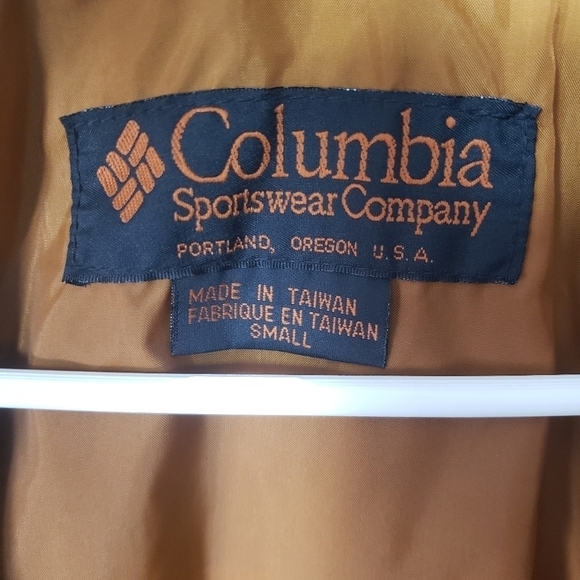 Columbia
Sportswear Company
PORTLAND, OREGON U.S.A.
MADE IN TAIWAN
FABRIQUE EN TAIWAN
SMALL